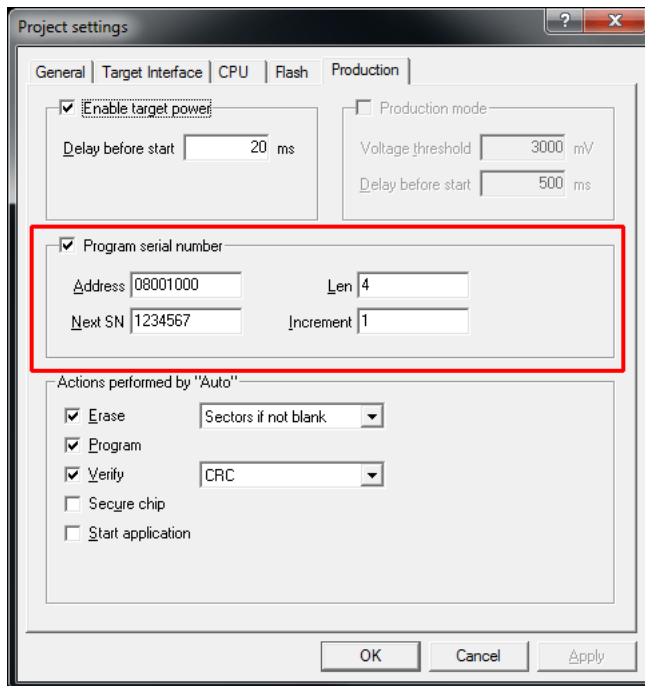 Project settings
General Target Interface CPU Flash Production
Enable target power
Delay before start 20 ms
Production mode
Voltage threshold 3000 mV
Delay before start 500 ms
Program serial number
Address 08001000 Len 4
Next SN 1234567 Increment 1
Actions performed by "Auto"
Erase Sectors if not blank
Program
Verify CRC
Secure chip
Start application
OK Cancel Apply